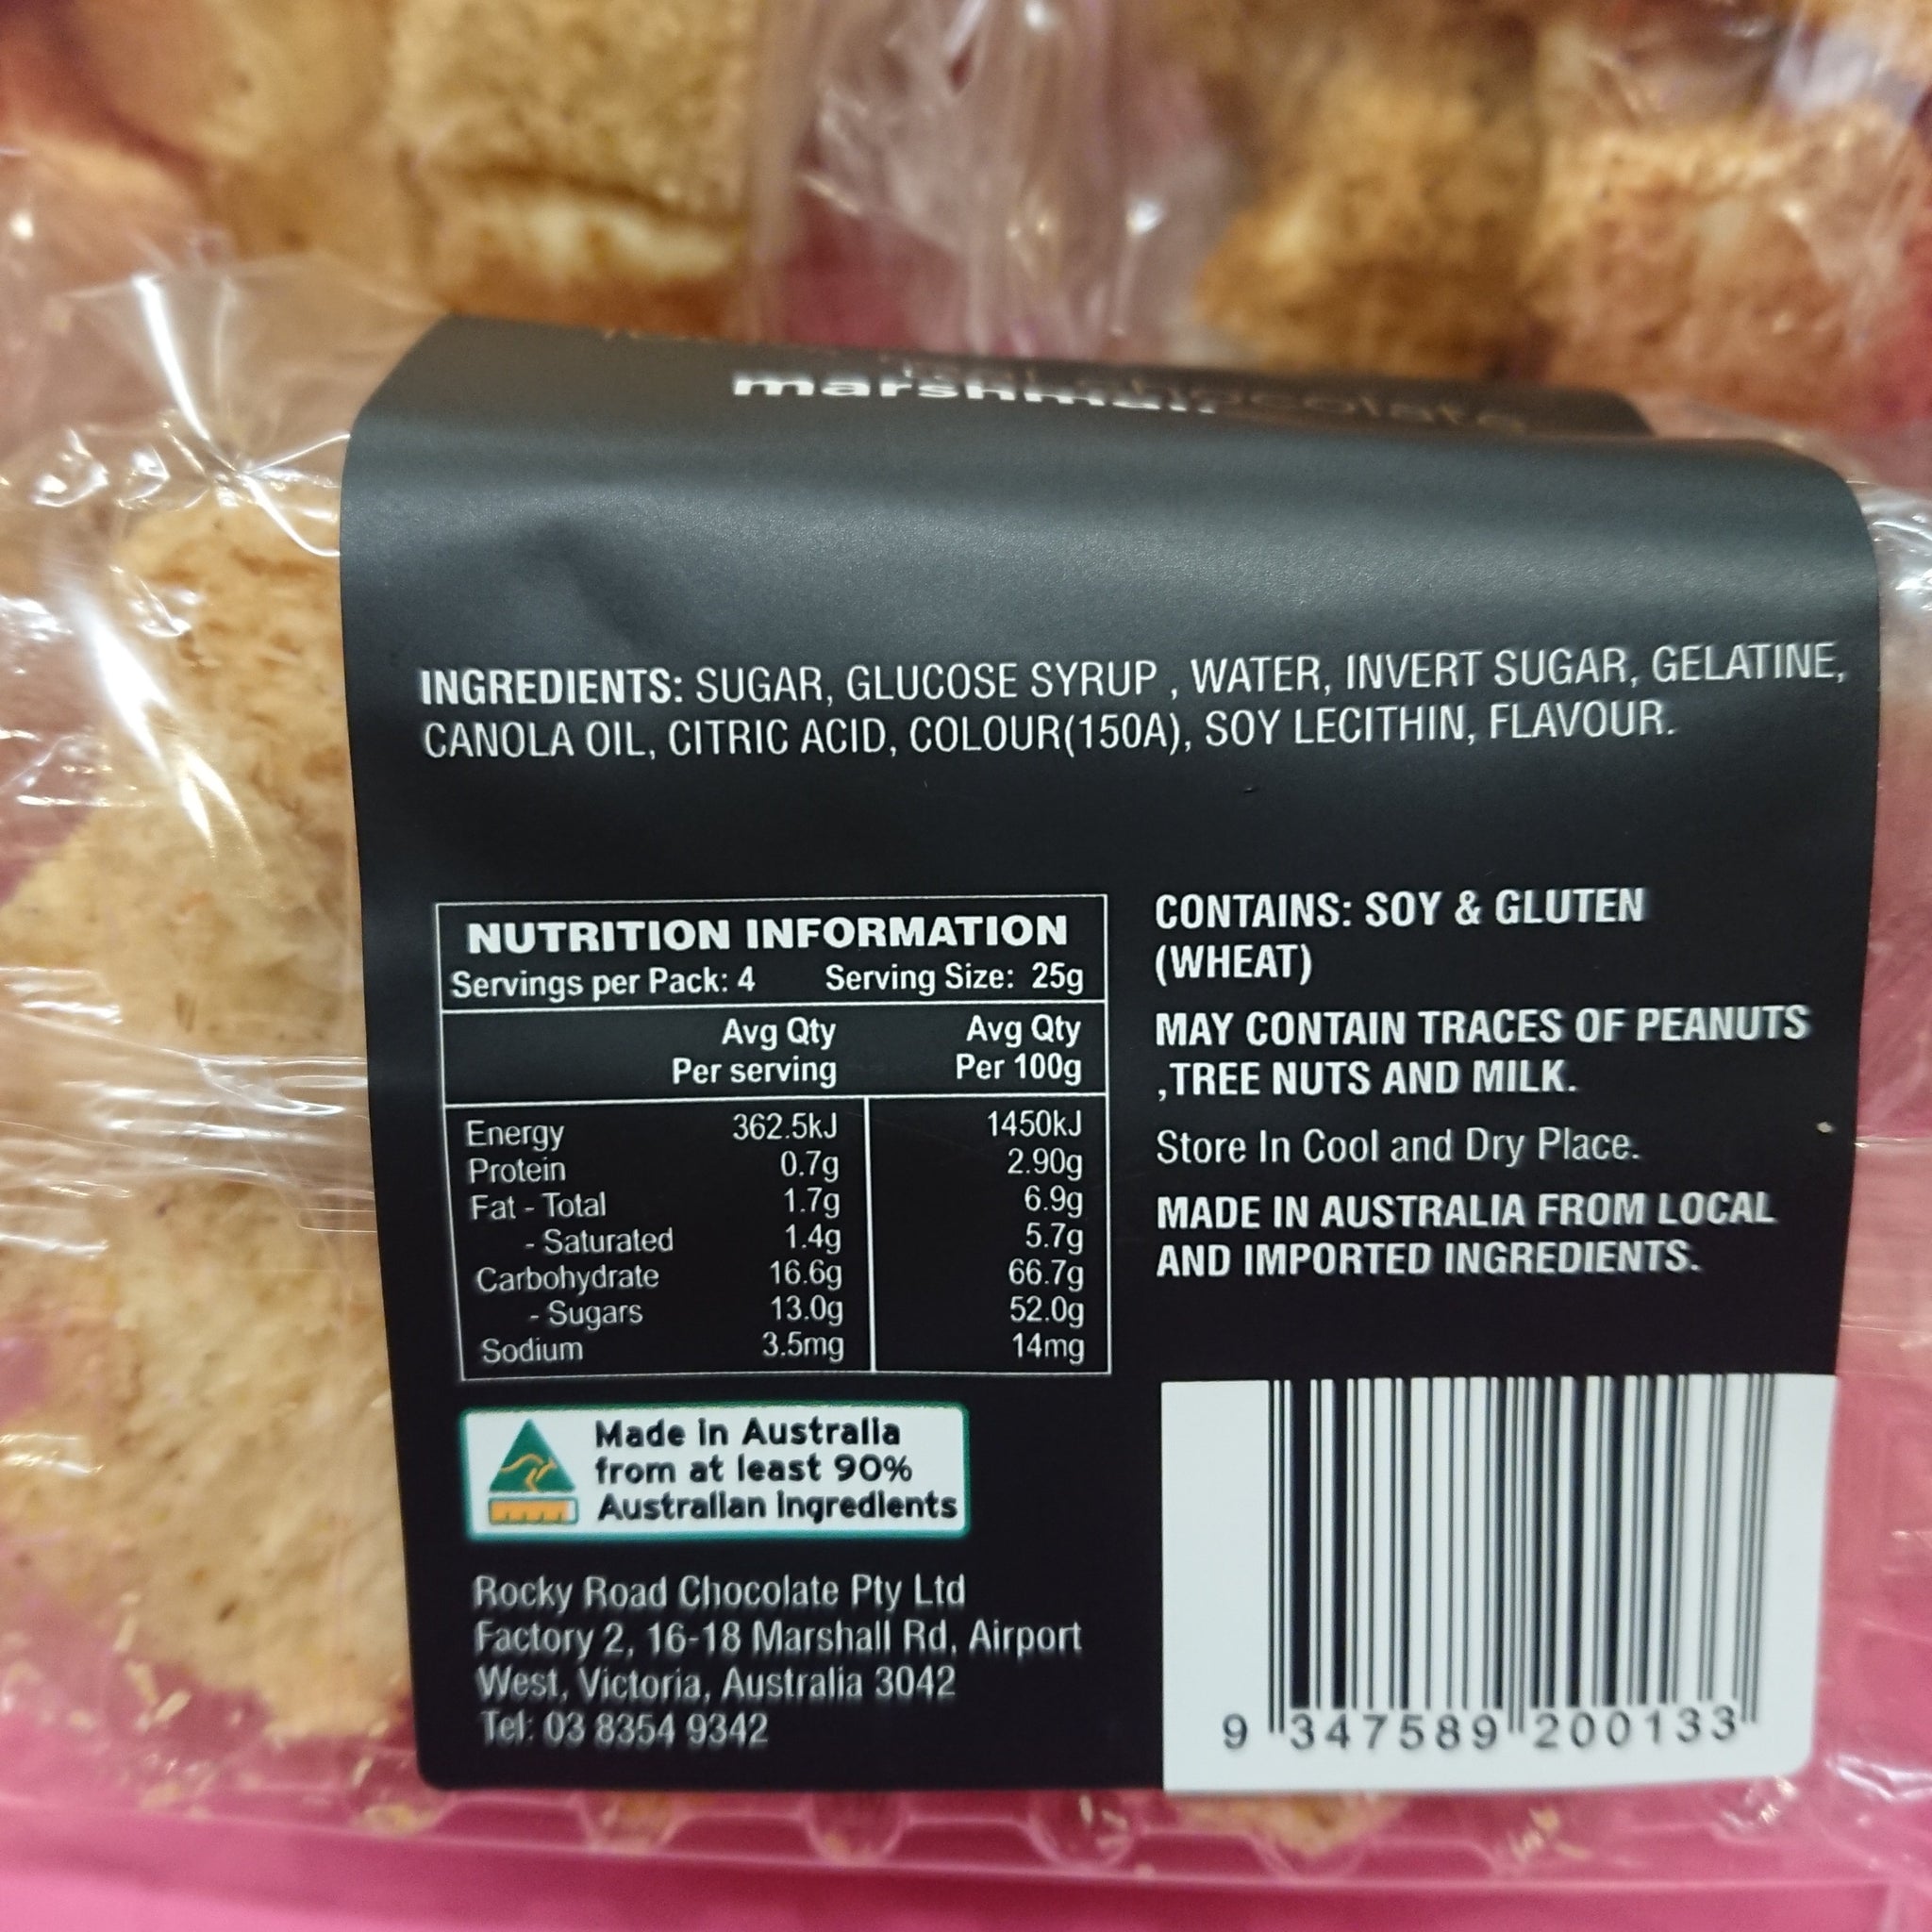 chocolate
INGREDIENTS: SUGAR, GLUCOSE SYRUP , WATER, INVERT SUGAR, GELATINE,
CANOLA OIL, CITRIC ACID, COLOUR(150A), SOY LECITHIN, FLAVOUR.
NUTRITION INFORMATION
Servings per Pack: 4 Serving Size: 25g
Avg Qty Avg Qty
Per serving Per 100g
Energy 362.5kJ 1450kJ
Protein 0.7g 2.90g
Fat - Total 1.7g 6.9g
- Saturated 1.4g 5.7g
Carbohydrate 16.6g 66.7g
- Sugars 13.0g 52.0g
Sodium 3.5mg 14mg
CONTAINS: SOY & GLUTEN
(WHEAT)
MAY CONTAIN TRACES OF PEANUTS
,TREE NUTS AND MILK.
Store In Cool and Dry Place.
MADE IN AUSTRALIA FROM LOCAL
AND IMPORTED INGREDIENTS.
Made in Australia
from at least 90%
Australian ingredients
Rocky Road Chocolate Pty Ltd
Factory 2, 16-18 Marshall Rd, Airport
West, Victoria, Australia 3042
Tel: 03 8354 9342
9 347589 200133